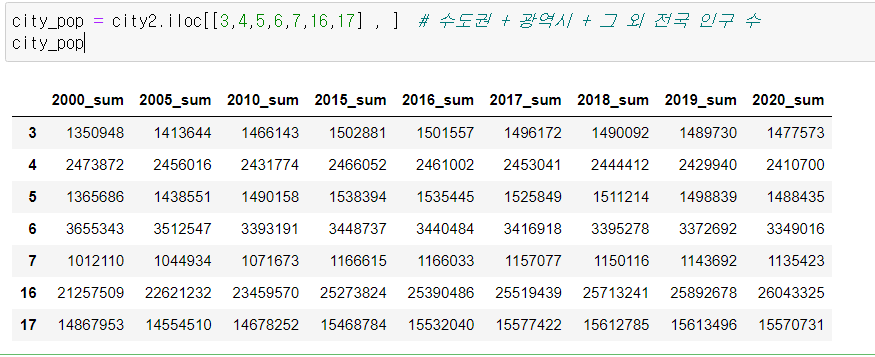 city_pop = city2.iloc[[3,4,5,6,7,16,17] , ]  # 수도권 + 광역시 + 그 외 전국 인구 수
city_pop
2000_sum 2005_sum 2010_sum 2015_sum 2016_sum 2017_sum 2018_sum 2019_sum 2020_sum
3 1350948 1413644 1466143 1502881 1501557 1496172 1490092 1489730 1477573
4 2473872 2456016 2431774 2466052 2461002 2453041 2444412 2429940 2410700
5 1365686 1438551 1490158 1538394 1535445 1525849 1511214 1498839 1488435
6 3655343 3512547 3393191 3448737 3440484 3416918 3395278 3372692 3349016
7 1012110 1044934 1071673 1166615 1166033 1157077 1150116 1143692 1135423
16 21257509 22621232 23459570 25273824 25390486 25519439 25713241 25892678 26043325
17 14867953 14554510 14678252 15468784 15532040 15577422 15612785 15613496 15570731